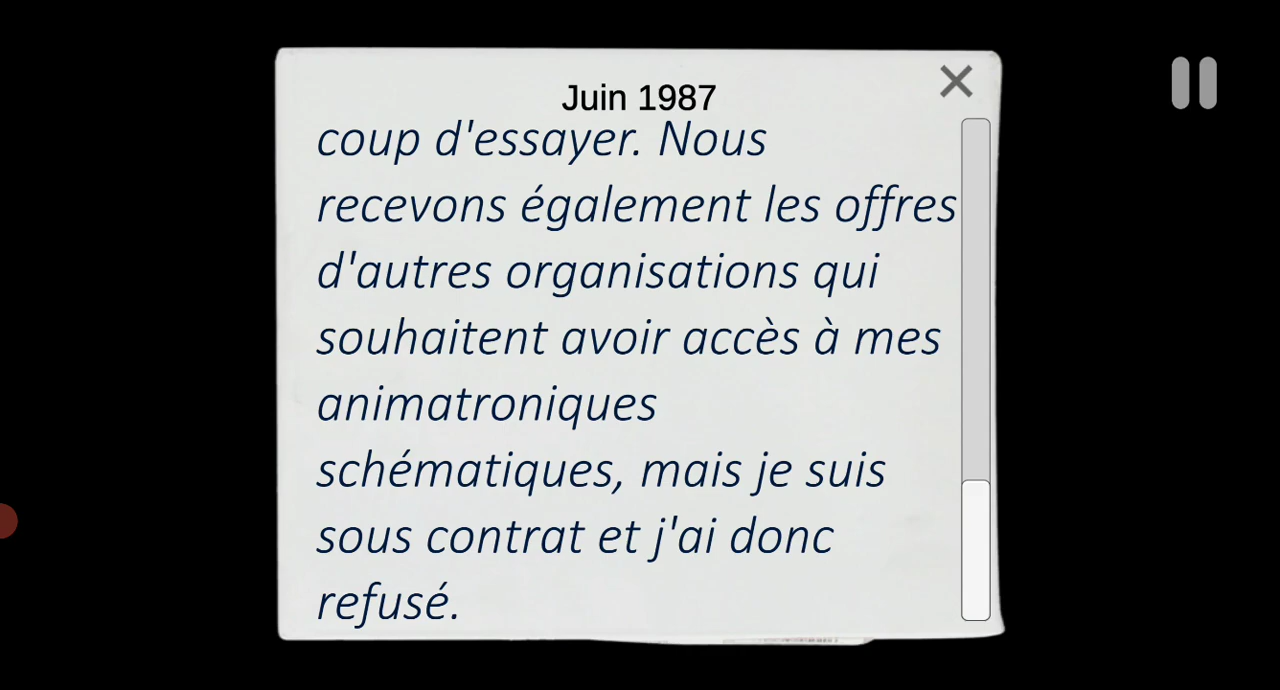 Juin 1987
coup d'essayer. Nous
recevons également les offres
d'autres organisations qui
souhaitent avoir accès à mes
animatroniques
schématiques, mais je suis
sous contrat et j'ai donc
refusé.